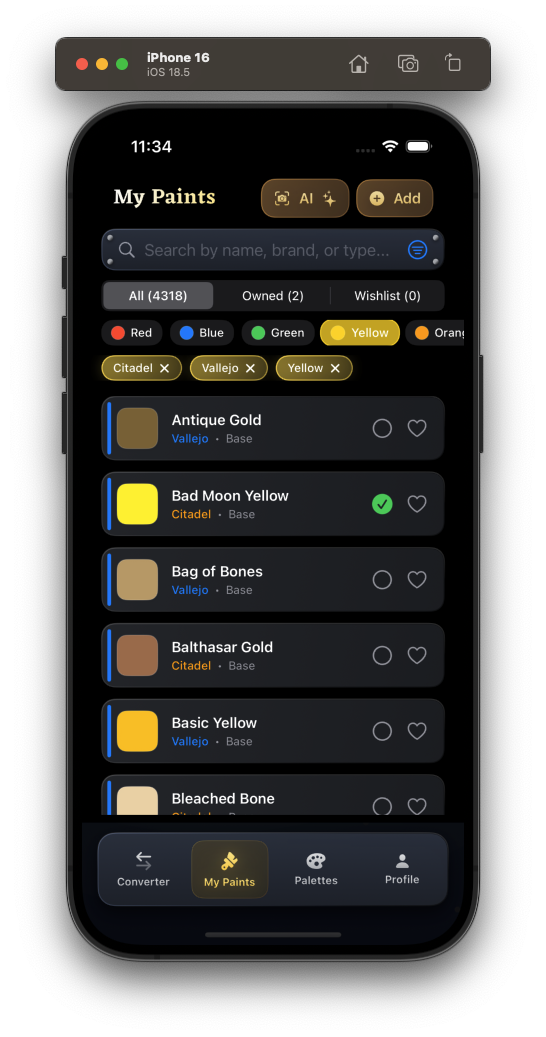 iPhone 16
iOS 18.5
11:34
My Paints
AI
Add
Search by name, brand, or type...
All (4318)
Owned (2)
Wishlist (0)
Red
Blue
Green
Yellow
Orang
Citadel
Vallejo
Yellow
Antique Gold
Vallejo • Base
Bad Moon Yellow
Citadel • Base
Bag of Bones
Vallejo • Base
Balthasar Gold
Citadel • Base
Basic Yellow
Vallejo • Base
Bleached Bone
Converter
My Paints
Palettes
Profile